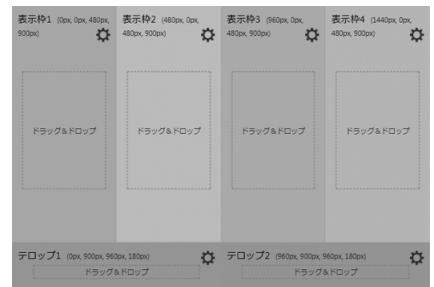 表示枠1 (0px, 0px, 480px,
900px)
表示枠2 (480px, 0px,
480px, 900px)
表示枠3 (960px, 0px,
480px, 900px)
表示枠4 (1440px, 0px,
480px, 900px)
ドラッグ&ドロップ
ドラッグ&ドロップ
ドラッグ&ドロップ
ドラッグ&ドロップ
テロップ1 (0px, 900px, 960px, 180px)
ドラッグ&ドロップ
テロップ2 (960px, 900px, 960px, 180px)
ドラッグ&ドロップ